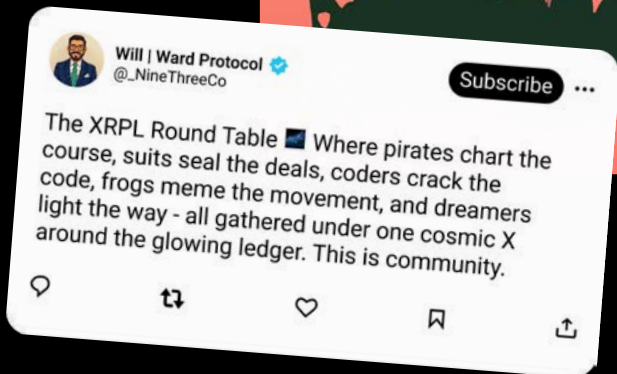 Will | Ward Protocol
@_NineThreeCo
Subscribe
The XRPL Round Table 🌌 Where pirates chart the
course, suits seal the deals, coders crack the
code, frogs meme the movement, and dreamers
light the way - all gathered under one cosmic X
around the glowing ledger. This is community.